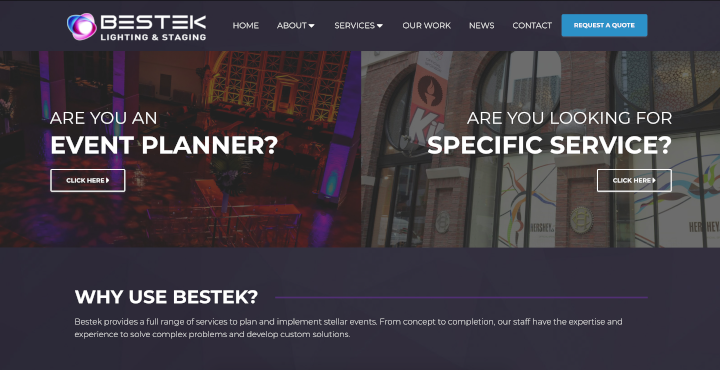 BESTEK
LIGHTING & STAGING
HOME
ABOUT
SERVICES
OUR WORK
NEWS
CONTACT
REQUEST A QUOTE
ARE YOU AN
EVENT PLANNER?
CLICK HERE
ARE YOU LOOKING FOR
SPECIFIC SERVICE?
CLICK HERE
HERSHEY
WHY USE BESTEK?
Bestek provides a full range of services to plan and implement stellar events. From concept to completion, our staff have the expertise and
experience to solve complex problems and develop custom solutions.